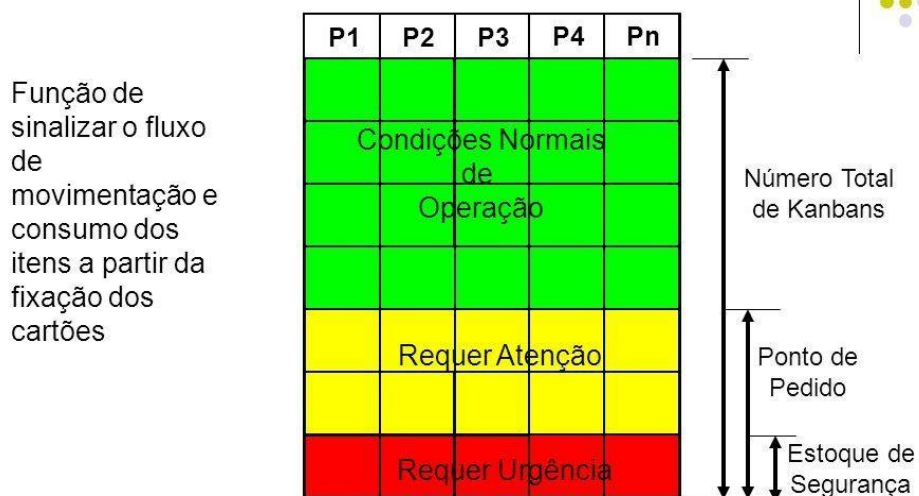 Função de
sinalizar o fluxo
de
movimentação e
consumo dos
itens a partir da
fixação dos
cartões
P1 P2 P3 P4 Pn
Condições Normais
de
Operação
Requer Atenção
Requer Urgência
Número Total
de Kanbans
Ponto de
Pedido
Estoque de
Segurança